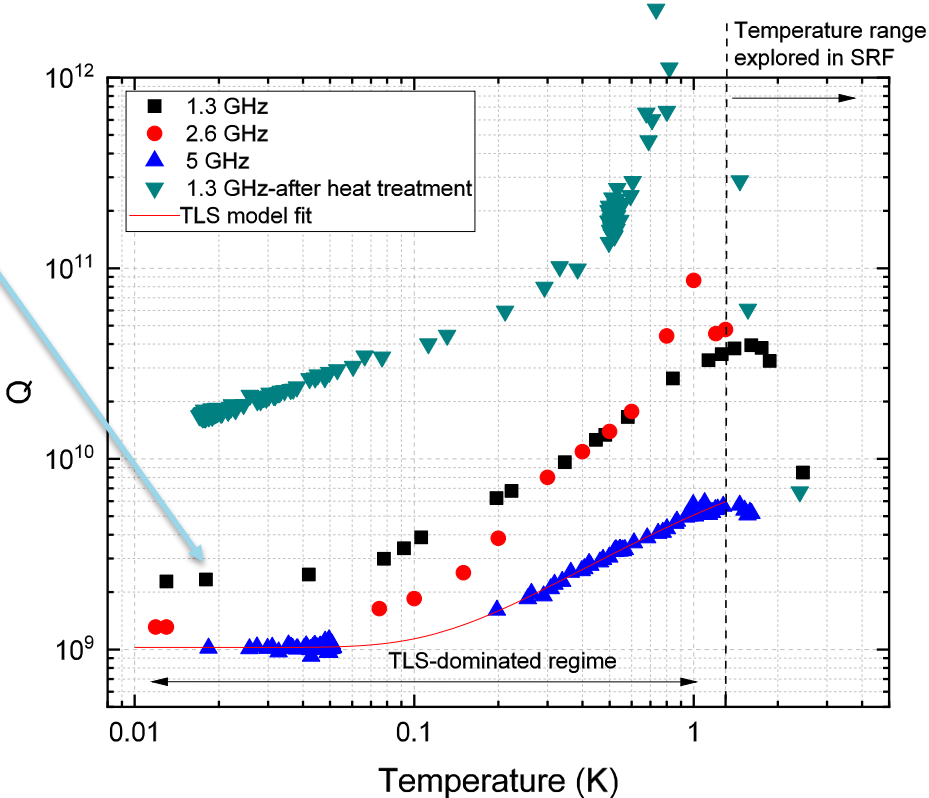 Temperature range
explored in SRF
10¹²
1.3 GHz
2.6 GHz
5 GHz
1.3 GHz-after heat treatment
TLS model fit
10¹¹
Q
10¹⁰
10⁹
TLS-dominated regime
0.01 0.1 1
Temperature (K)